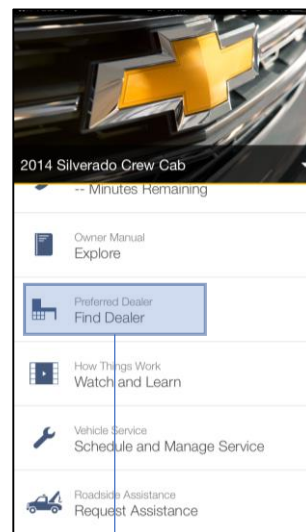 2014 Silverado Crew Cab
-- Minutes Remaining
Owner Manual
Explore
Preferred Dealer
Find Dealer
How Things Work
Watch and Learn
Vehicle Service
Schedule and Manage Service
Roadside Assistance
Request Assistance